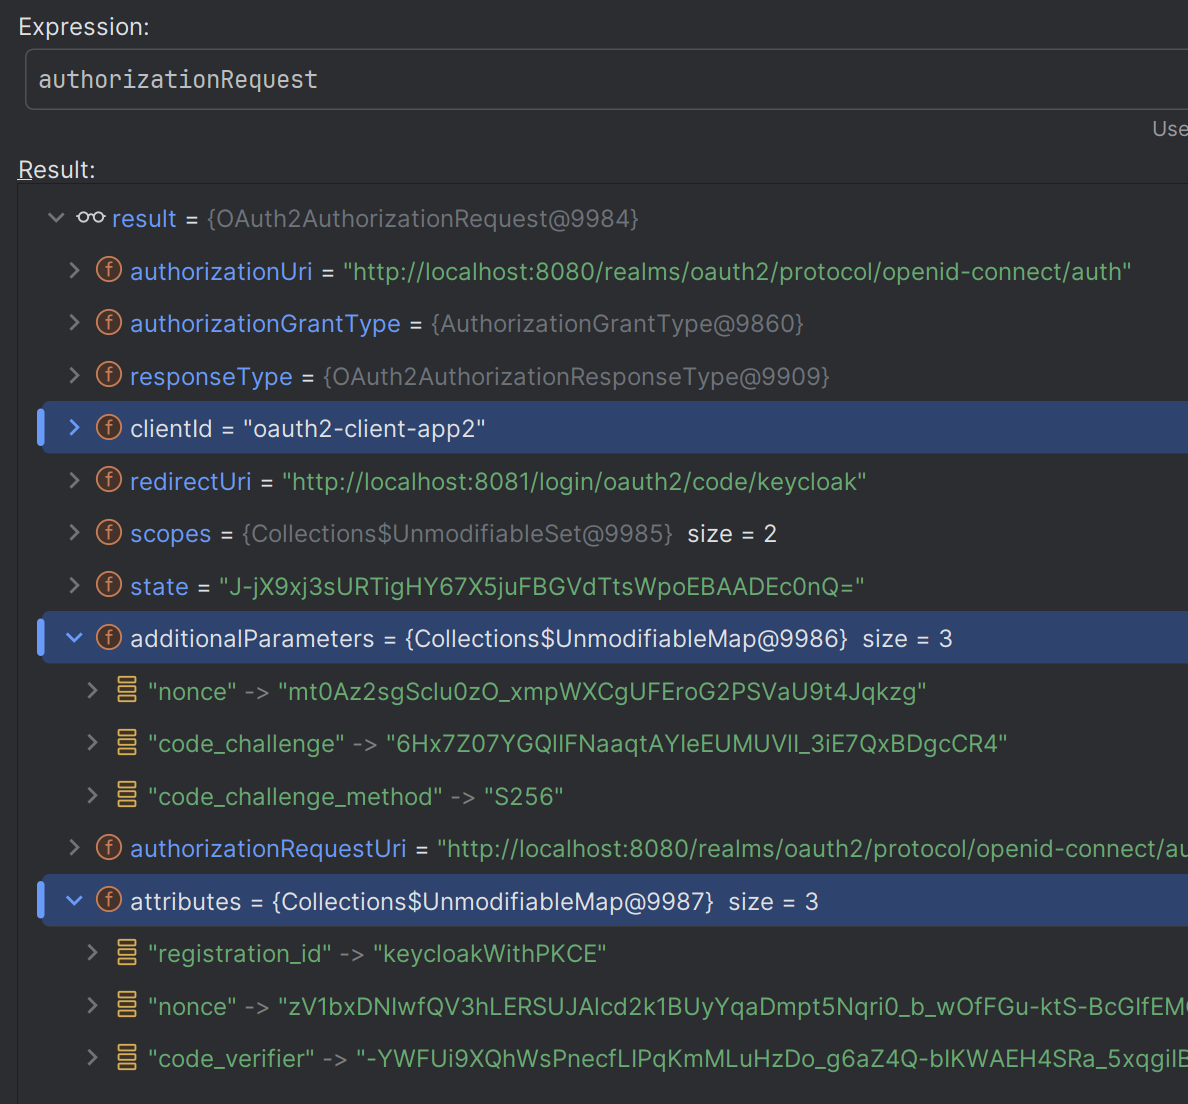 Expression:
authorizationRequest
Use
Result:
result = {OAuth2AuthorizationRequest@9984}
f authorizationUri = "http://localhost:8080/realms/oauth2/protocol/openid-connect/auth"
f authorizationGrantType = {AuthorizationGrantType@9860}
f responseType = {OAuth2AuthorizationResponseType@9909}
f clientId = "oauth2-client-app2"
f redirectUri = "http://localhost:8081/login/oauth2/code/keycloak"
f scopes = {Collections$UnmodifiableSet@9985} size = 2
f state = "J-jX9xj3sURTigHY67X5juFBGVdTtsWpoEBAADEc0nQ="
f additionalParameters = {Collections$UnmodifiableMap@9986} size = 3
"nonce" -> "mt0Az2sgSclu0zO_xmpWXCgUFEroG2PSVaU9t4Jqkzg"
"code_challenge" -> "6Hx7Z07YGQllFNaaqtAYleEUMUVlI_3iE7QxBDgcCR4"
"code_challenge_method" -> "S256"
f authorizationRequestUri = "http://localhost:8080/realms/oauth2/protocol/openid-connect/au
f attributes = {Collections$UnmodifiableMap@9987} size = 3
"registration_id" -> "keycloakWithPKCE"
"nonce" -> "zV1bxDNIwfQV3hLERSUJAlcd2k1BUyYqaDmpt5Nqri0_b_wOfFGu-ktS-BcGlfEM
"code_verifier" -> "-YWFUi9XQhWsPnecfLlPqKmMLuHzDo_g6aZ4Q-blKWAEH4SRa_5xqgilB